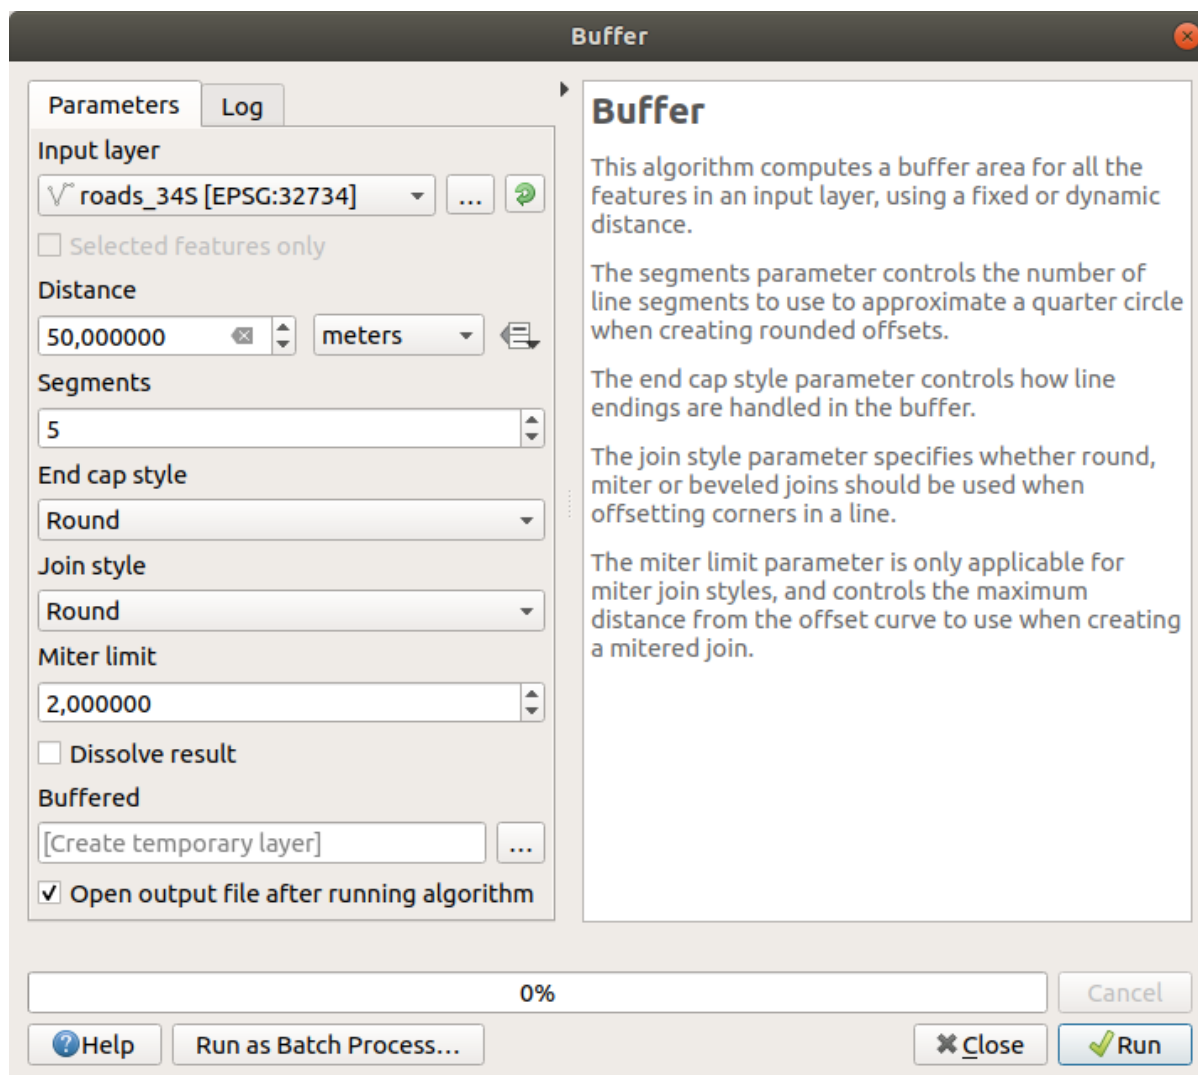 Buffer
Parameters
Log
Input layer
roads_34S [EPSG:32734]
...
Selected features only
Distance
50,000000
meters
Segments
5
End cap style
Round
Join style
Round
Miter limit
2,000000
Dissolve result
Buffered
[Create temporary layer]
...
Open output file after running algorithm
Buffer
This algorithm computes a buffer area for all the
features in an input layer, using a fixed or dynamic
distance.
The segments parameter controls the number of
line segments to use to approximate a quarter circle
when creating rounded offsets.
The end cap style parameter controls how line
endings are handled in the buffer.
The join style parameter specifies whether round,
miter or beveled joins should be used when
offsetting corners in a line.
The miter limit parameter is only applicable for
miter join styles, and controls the maximum
distance from the offset curve to use when creating
a mitered join.
0%
Cancel
Help
Run as Batch Process...
Close
Run